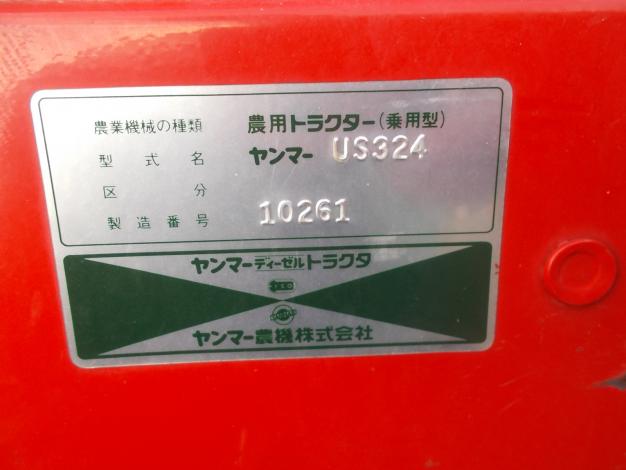 農業機械の種類 農用トラクター(乗用型)
型式名 ヤンマー US324
区分
製造番号 10261
ヤンマーディーゼルトラクタ
ヤンマー農機株式会社